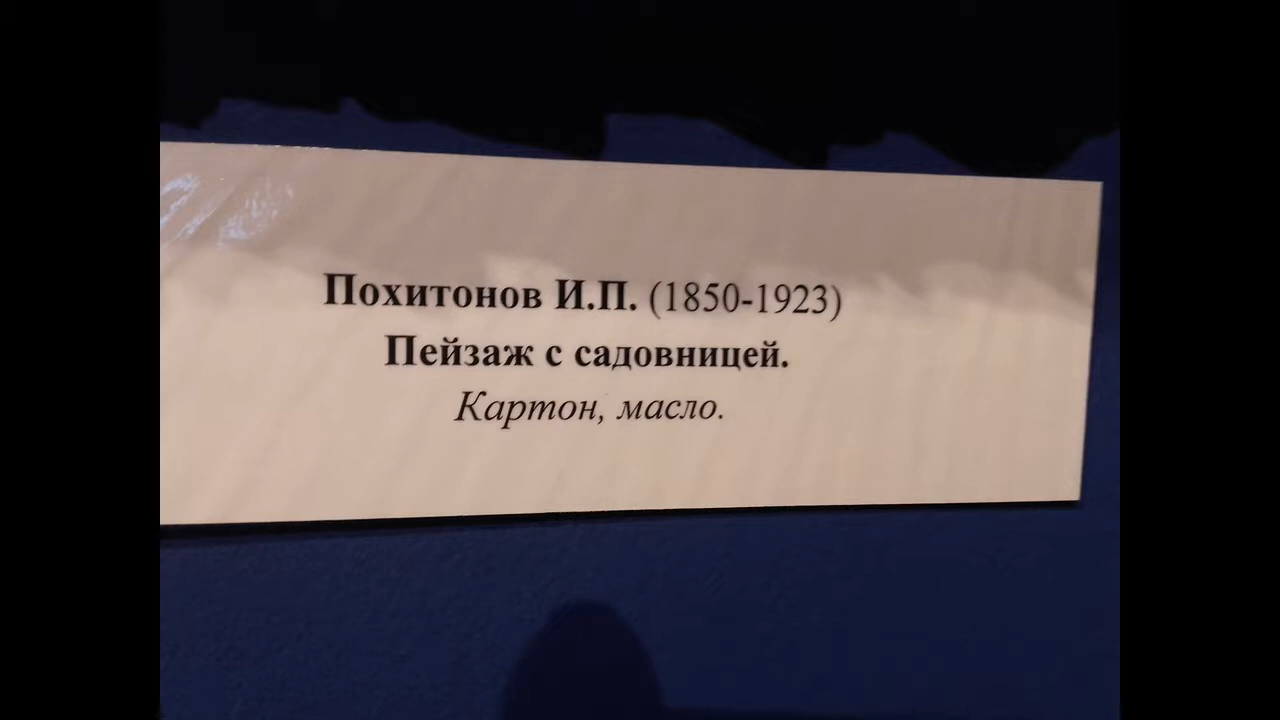 Похитонов И.П. (1850-1923)
Пейзаж с садовницей.
Картон, масло.